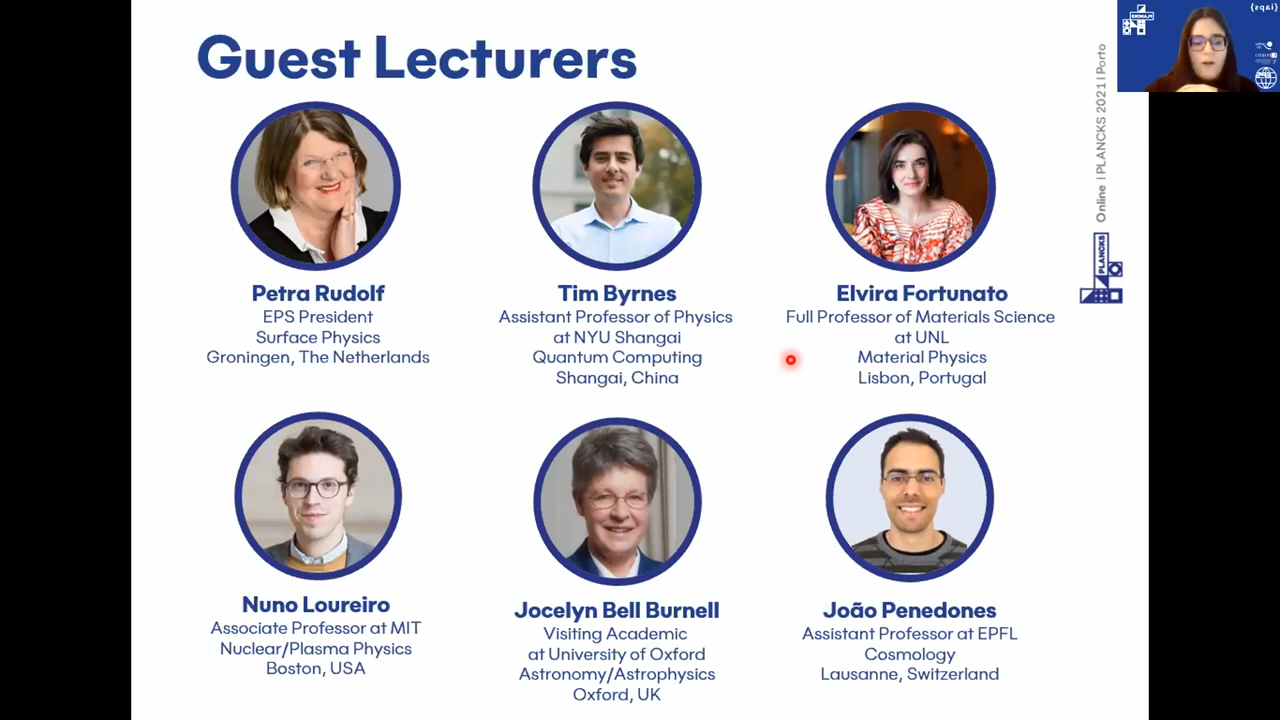 Guest Lecturers
Petra Rudolf
EPS President
Surface Physics
Groningen, The Netherlands
Tim Byrnes
Assistant Professor of Physics
at NYU Shangai
Quantum Computing
Shangai, China
Elvira Fortunato
Full Professor of Materials Science
at UNL
Material Physics
Lisbon, Portugal
Nuno Loureiro
Associate Professor at MIT
Nuclear/Plasma Physics
Boston, USA
Jocelyn Bell Burnell
Visiting Academic
at University of Oxford
Astronomy/Astrophysics
Oxford, UK
João Penedones
Assistant Professor at EPFL
Cosmology
Lausanne, Switzerland
Online | PLANCKS 2021 | Porto
PLANCKS
PLANCKS
{iaps}